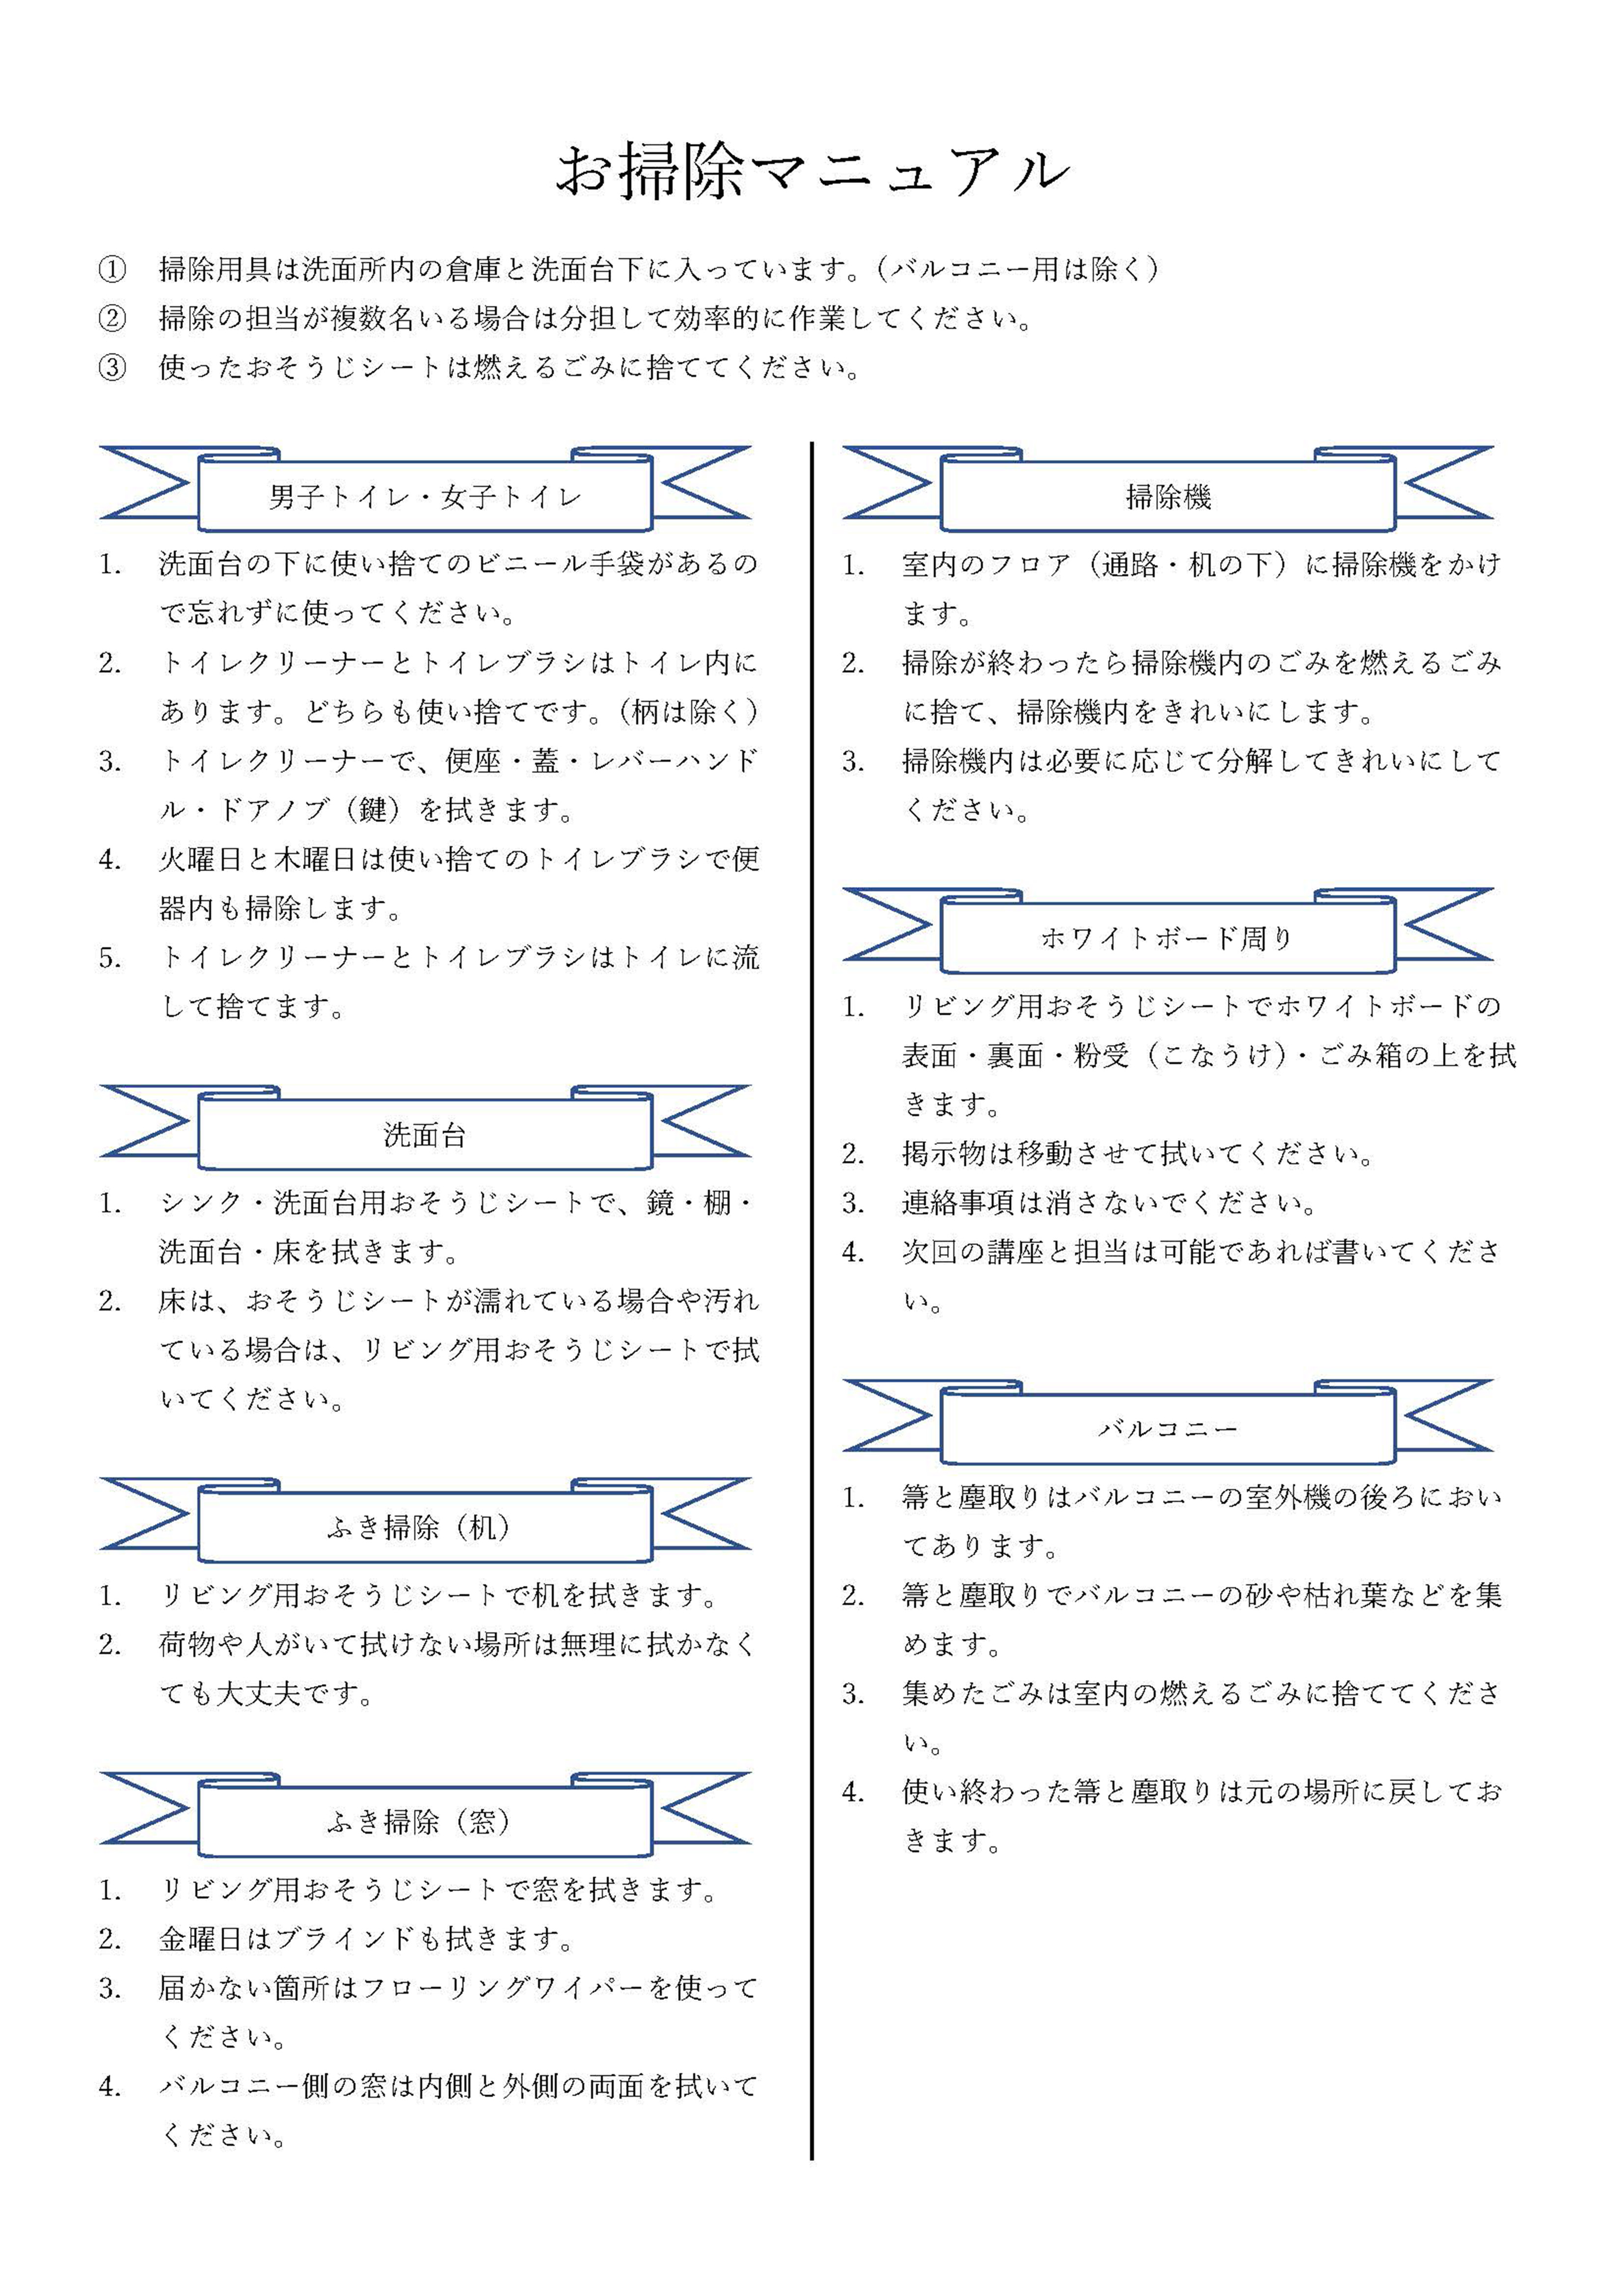 お掃除マニュアル
① 掃除用具は洗面所内の倉庫と洗面台下に入っています。（バルコニー用は除く）
② 掃除の担当が複数名いる場合は分担して効率的に作業してください。
③ 使ったおそうじシートは燃えるごみに捨ててください。
男子トイレ・女子トイレ
1. 洗面台の下に使い捨てのビニール手袋があるの
で忘れずに使ってください。
2. トイレクリーナーとトイレブラシはトイレ内に
あります。どちらも使い捨てです。（柄は除く）
3. トイレクリーナーで、便座・蓋・レバーハンド
ル・ドアノブ（鍵）を拭きます。
4. 火曜日と木曜日は使い捨てのトイレブラシで便
器内も掃除します。
5. トイレクリーナーとトイレブラシはトイレに流
して捨てます。
洗面台
1. シンク・洗面台用おそうじシートで、鏡・棚・
洗面台・床を拭きます。
2. 床は、おそうじシートが濡れている場合や汚れ
ている場合は、リビング用おそうじシートで拭
いてください。
ふき掃除（机）
1. リビング用おそうじシートで机を拭きます。
2. 荷物や人がいて拭けない場所は無理に拭かなく
ても大丈夫です。
ふき掃除（窓）
1. リビング用おそうじシートで窓を拭きます。
2. 金曜日はブラインドも拭きます。
3. 届かない箇所はフローリングワイパーを使って
ください。
4. バルコニー側の窓は内側と外側の両面を拭いて
ください。
掃除機
1. 室内のフロア（通路・机の下）に掃除機をかけ
ます。
2. 掃除が終わったら掃除機内のごみを燃えるごみ
に捨て、掃除機内をきれいにします。
3. 掃除機内は必要に応じて分解してきれいにして
ください。
ホワイトボード周り
1. リビング用おそうじシートでホワイトボードの
表面・裏面・粉受（こなうけ）・ごみ箱の上を拭
きます。
2. 掲示物は移動させて拭いてください。
3. 連絡事項は消さないでください。
4. 次回の講座と担当は可能であれば書いてくださ
い。
バルコニー
1. 箒と塵取りはバルコニーの室外機の後ろにおい
てあります。
2. 箒と塵取りでバルコニーの砂や枯れ葉などを集
めます。
3. 集めたごみは室内の燃えるごみに捨ててくださ
い。
4. 使い終わった箒と塵取りは元の場所に戻してお
きます。